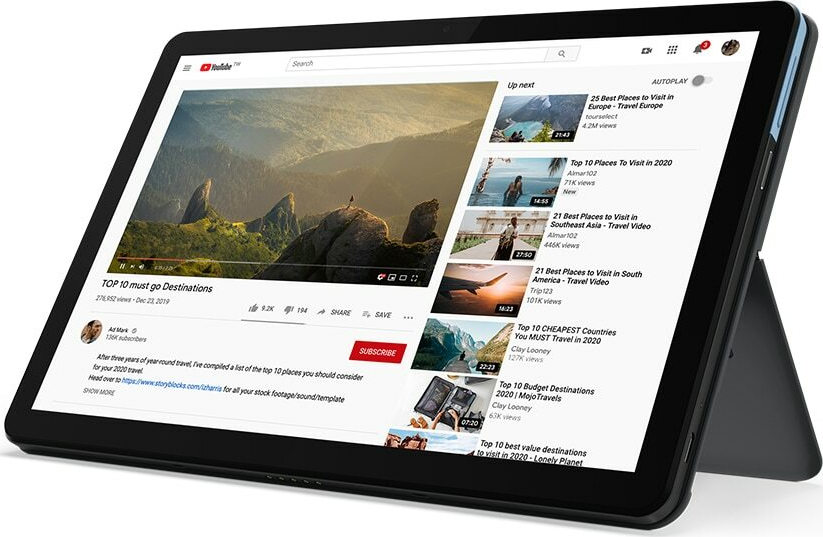 YouTube TW
Search
3
TOP 10 must go Destinations
276,952 views • Dec 23, 2019
9.2K
194
SHARE
SAVE
Ad Mark
136K subscribers
SUBSCRIBE
After three years of year-round travel, I've compiled a list of the top 10 places you should consider
for your 2020 travel.
Head over to https://www.storyblocks.com/izharris for all your stock footage/sound/template
SHOW MORE
Up next
AUTOPLAY
21:43
25 Best Places to Visit in
Europe - Travel Europe
tourselect
4.2M views
14:55
Top 10 Places To Visit in 2020
Almar102
71K views
New
27:50
21 Best Places to Visit in
Southeast Asia - Travel Video
Almar102
446K views
16:23
21 Best Places to Visit in South
America - Travel Video
Trip123
101K views
22:23
Top 10 CHEAPEST Countries
You MUST Travel in 2020
Clay Looney
127K views
07:20
Top 10 Budget Destinations
2020 | MojoTravels
Clay Looney
63K views
Top 10 best value destinations
to visit in 2020 - Lonely Planet